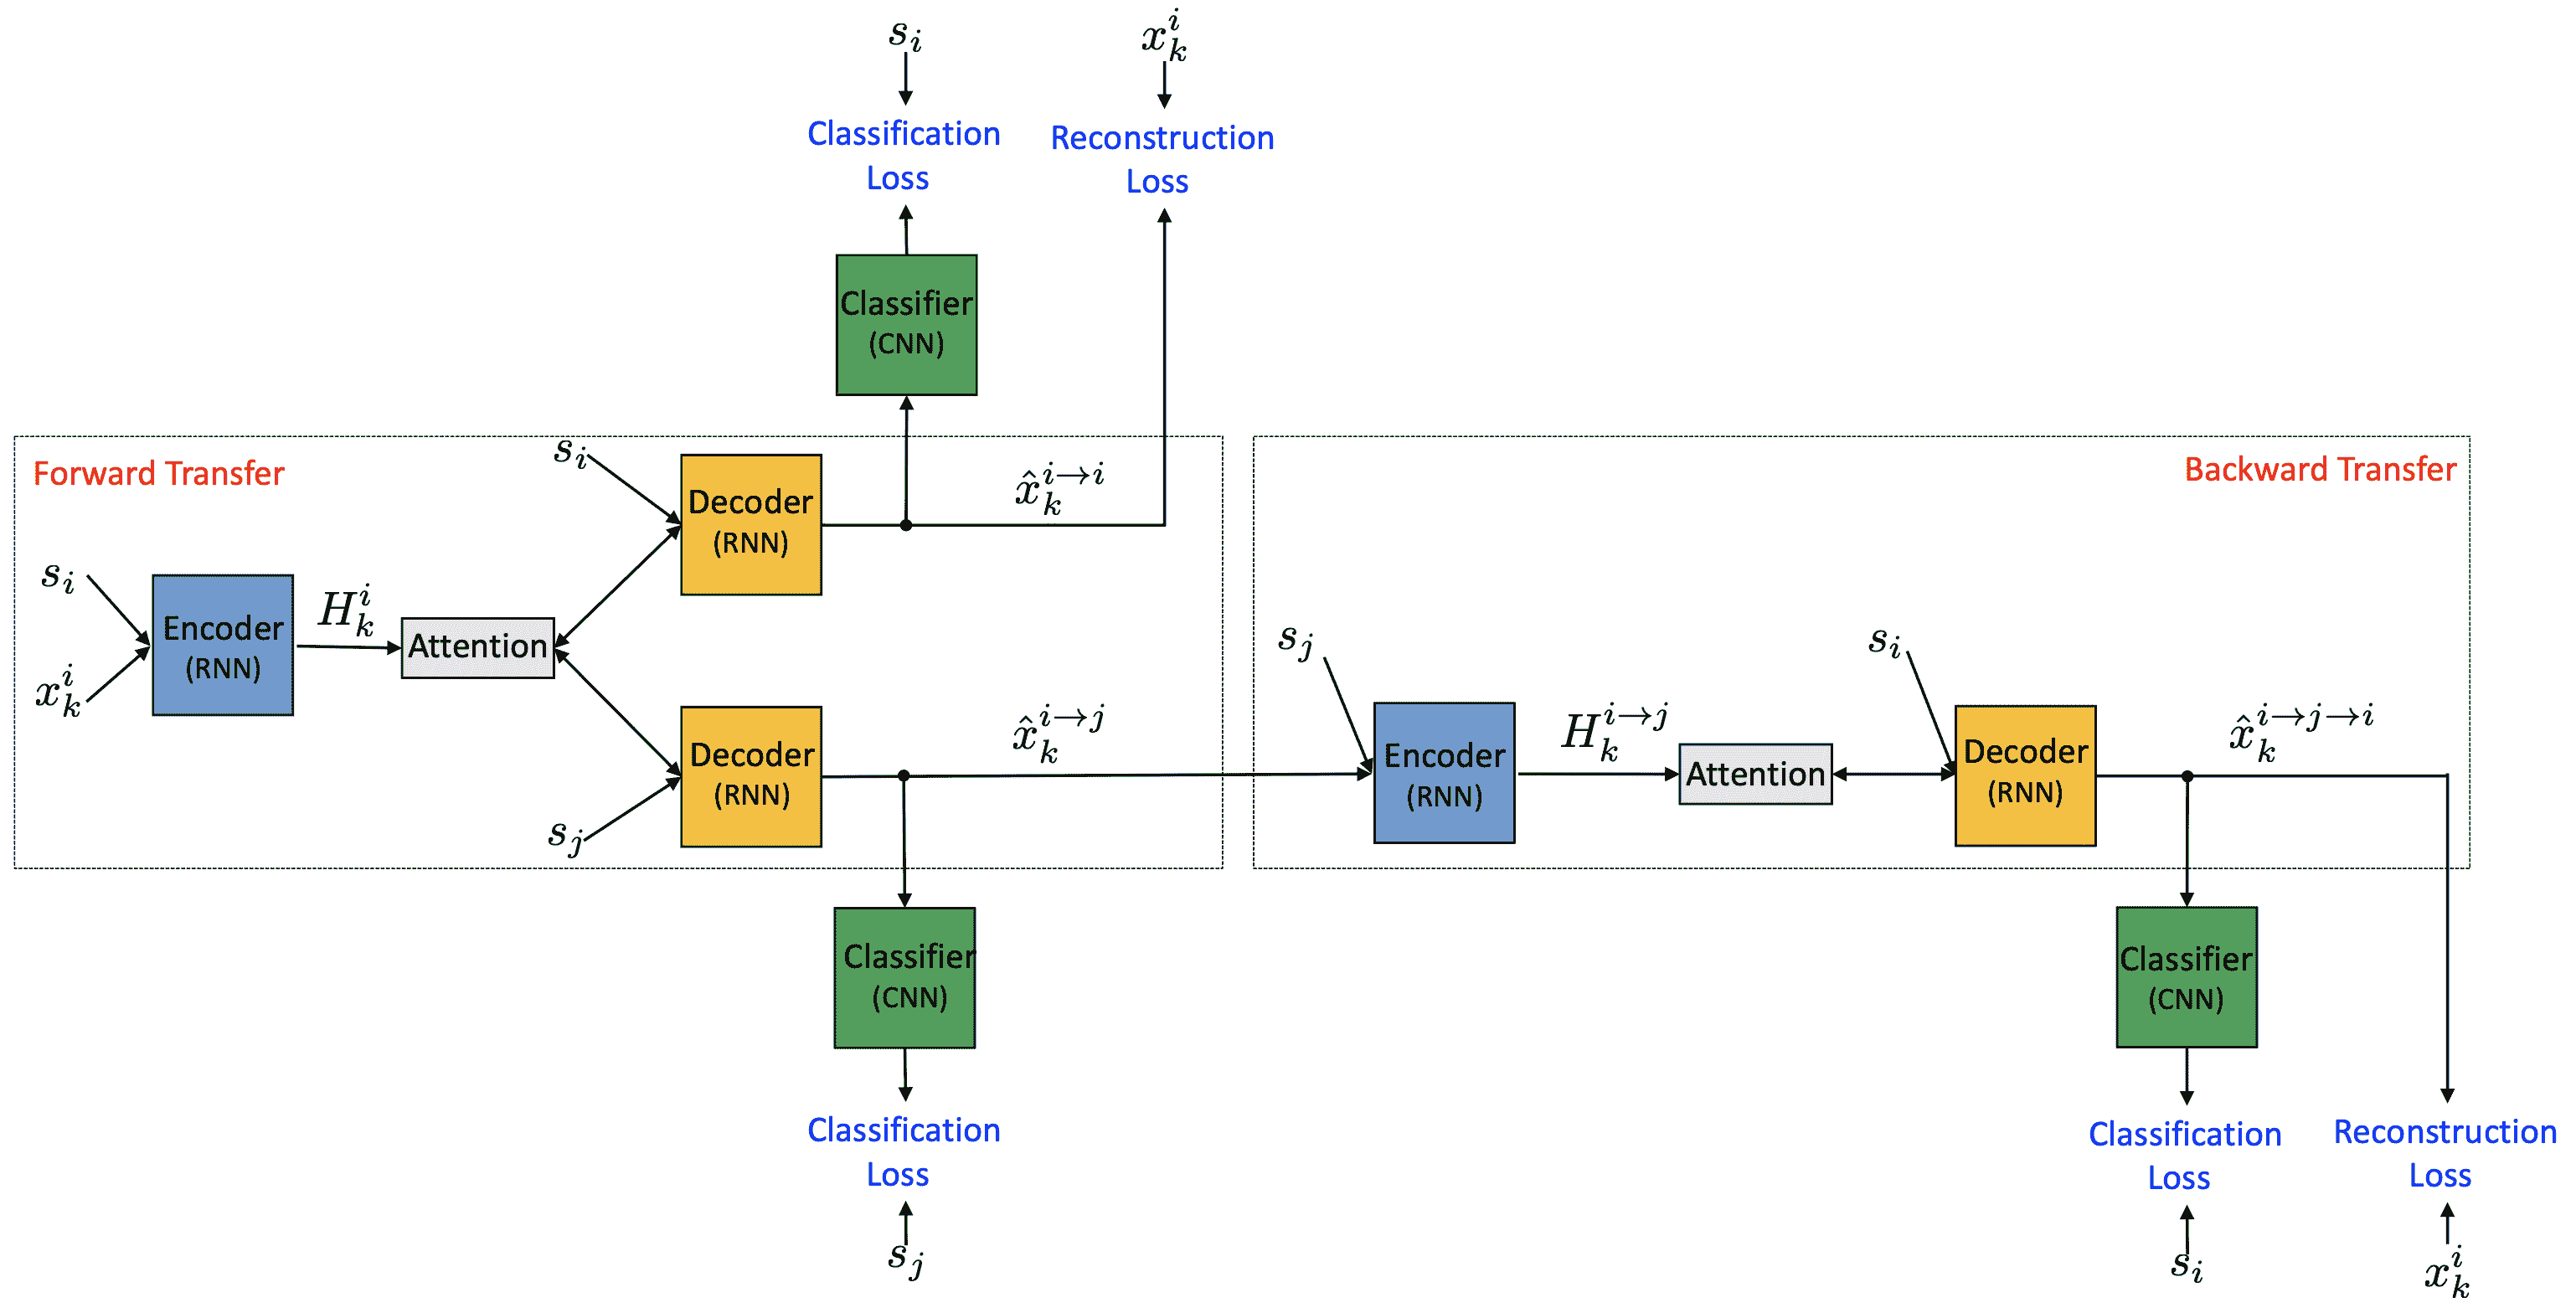 $s_i$
$x_k^i$
Classification
Loss
Reconstruction
Loss
Classifier
(CNN)
Forward Transfer
$s_i$
Decoder
(RNN)
$\hat{x}_k^{i \to i}$
Backward Transfer
$s_i$
$x_k^i$
Encoder
(RNN)
$H_k^i$
Attention
Decoder
(RNN)
$s_j$
$\hat{x}_k^{i \to j}$
$s_j$
Encoder
(RNN)
$H_k^{i \to j}$
Attention
$s_i$
Decoder
(RNN)
$\hat{x}_k^{i \to j \to i}$
Classifier
(CNN)
Classification
Loss
$s_j$
Classifier
(CNN)
Classification
Loss
$s_i$
Reconstruction
Loss
$x_k^i$